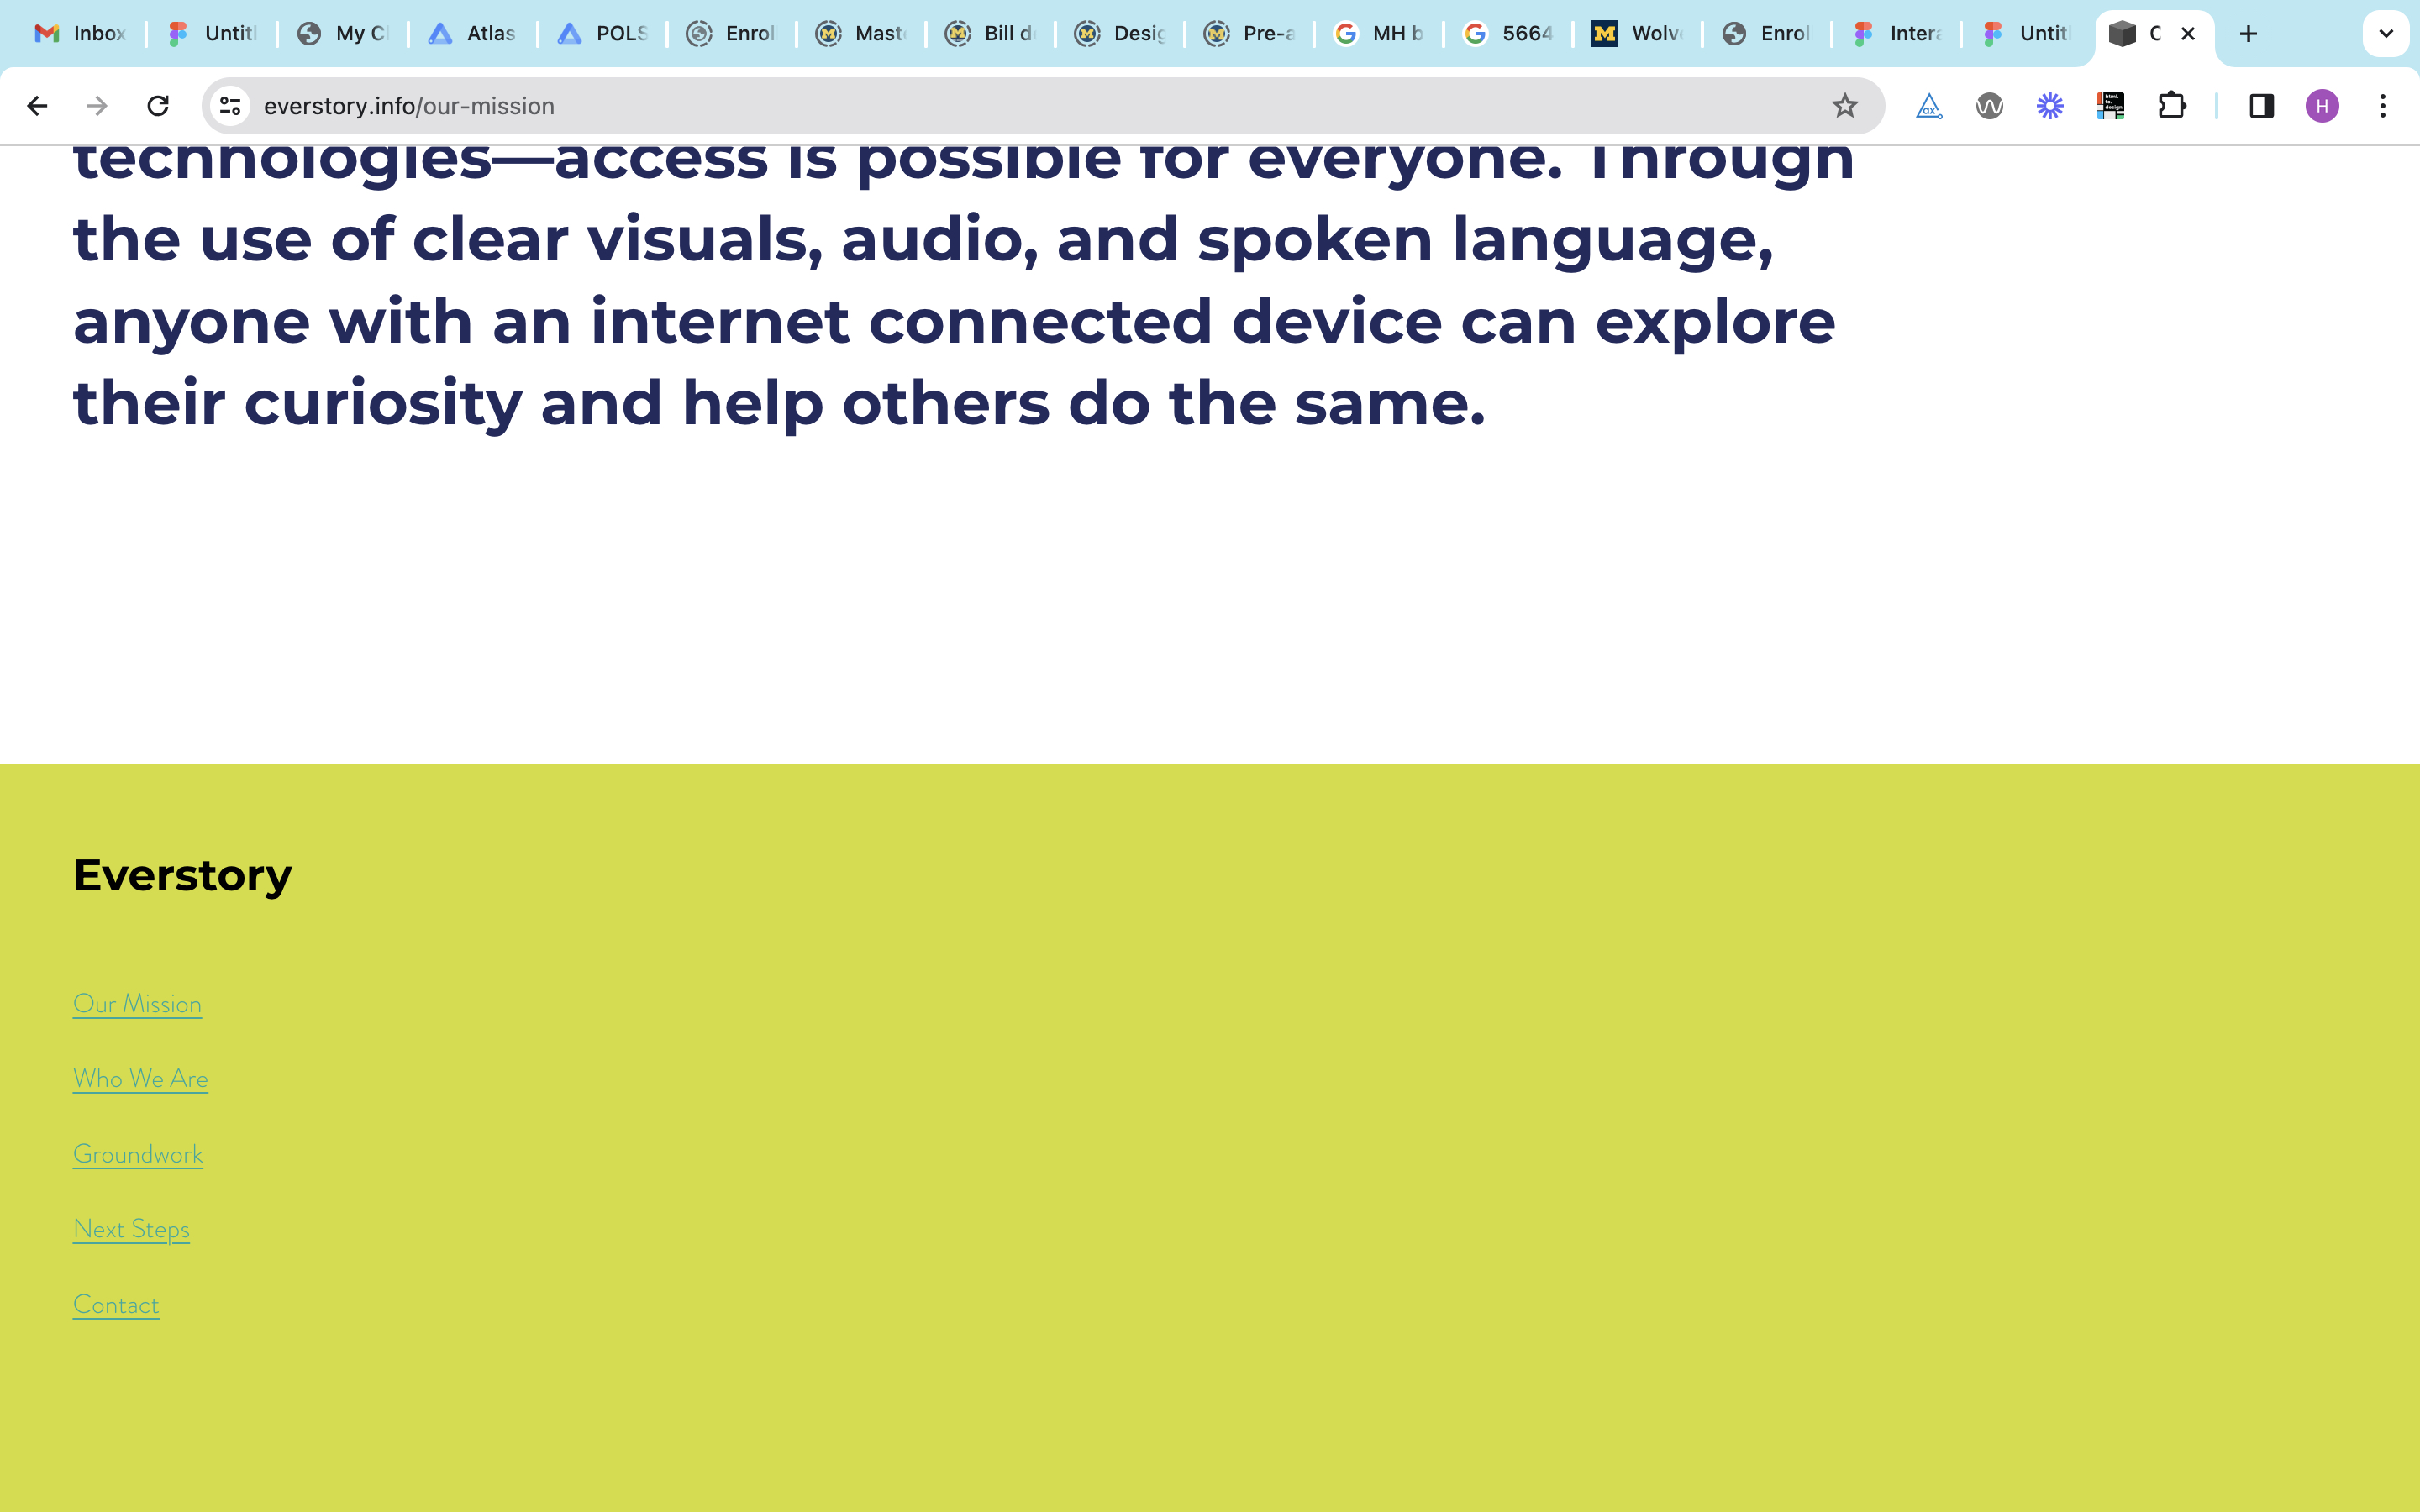 Inbox Untitl My Cl Atlas POLS Enrol Mast Bill d Desig Pre-a MH b 5664 Wolve Enrol Intera Untitl
everstory.info/our-mission H
technologies—access is possible for everyone. Through
the use of clear visuals, audio, and spoken language,
anyone with an internet connected device can explore
their curiosity and help others do the same.
Everstory
Our Mission
Who We Are
Groundwork
Next Steps
Contact